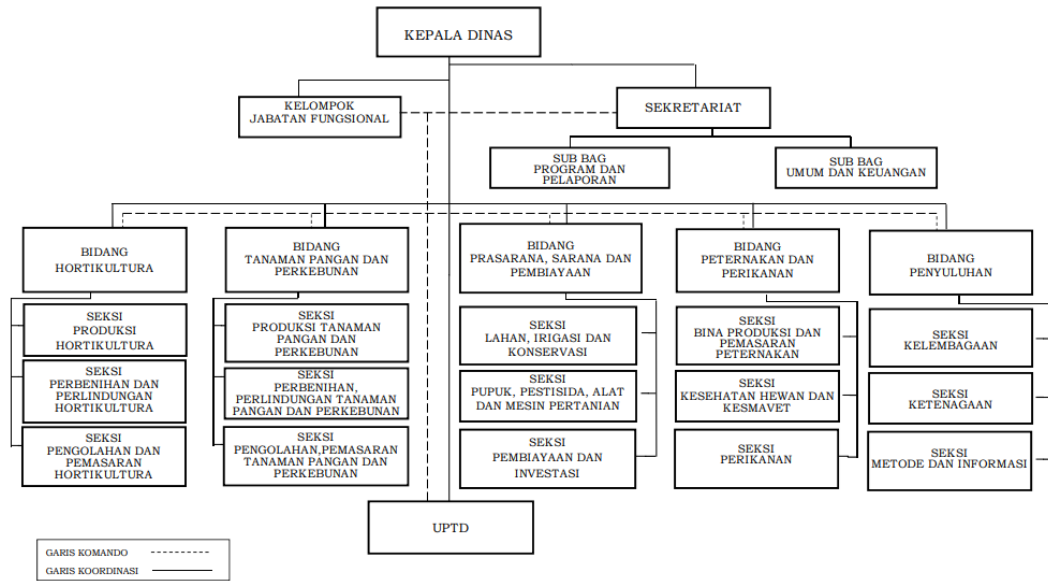 KEPALA DINAS
KELOMPOK
JABATAN FUNGSIONAL
SEKRETARIAT
SUB BAG
PROGRAM DAN
PELAPORAN
SUB BAG
UMUM DAN KEUANGAN
BIDANG
HORTIKULTURA
BIDANG
TANAMAN PANGAN DAN
PERKEBUNAN
BIDANG
PRASARANA, SARANA DAN
PEMBIAYAAN
BIDANG
PETERNAKAN DAN
PERIKANAN
BIDANG
PENYULUHAN
SEKSI
PRODUKSI
HORTIKULTURA
SEKSI
PRODUKSI TANAMAN
PANGAN DAN
PERKEBUNAN
SEKSI
LAHAN, IRIGASI DAN
KONSERVASI
SEKSI
BINA PRODUKSI DAN
PEMASARAN
PETERNAKAN
SEKSI
KELEMBAGAAN
SEKSI
PERBENIHAN DAN
PERLINDUNGAN
HORTIKULTURA
SEKSI
PERBENIHAN,
PERLINDUNGAN TANAMAN
PANGAN DAN PERKEBUNAN
SEKSI
PUPUK, PESTISIDA, ALAT
DAN MESIN PERTANIAN
SEKSI
KESEHATAN HEWAN DAN
KESMAVET
SEKSI
KETENAGAAN
SEKSI
PENGOLAHAN DAN
PEMASARAN
HORTIKULTURA
SEKSI
PENGOLAHAN,PEMASARAN
TANAMAN PANGAN DAN
PERKEBUNAN
SEKSI
PEMBIAYAAN DAN
INVESTASI
SEKSI
PERIKANAN
SEKSI
METODE DAN INFORMASI
UPTD
GARIS KOMANDO
GARIS KOORDINASI